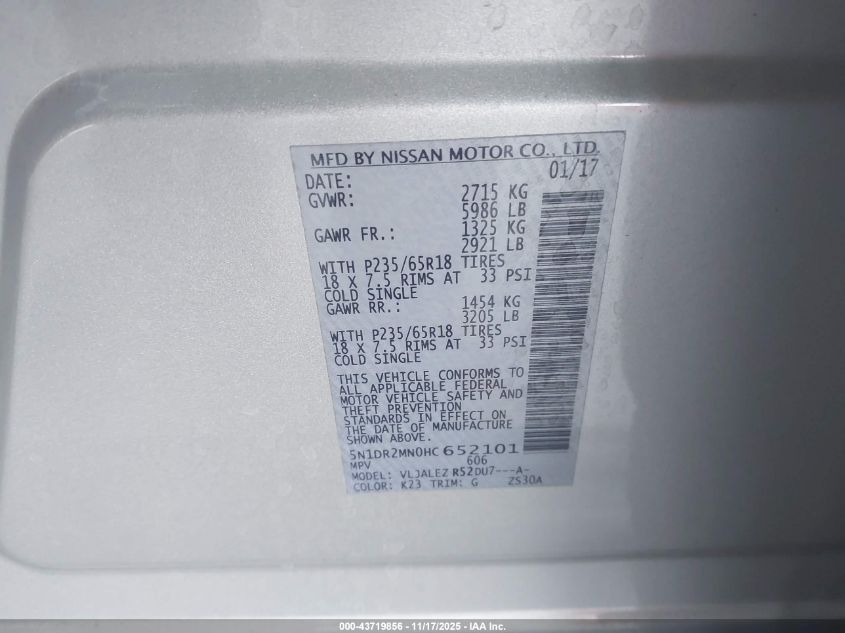 MFD BY NISSAN MOTOR CO., LTD.
DATE: 01/17
GVWR: 2715 KG
5986 LB
GAWR FR.: 1325 KG
2921 LB
WITH P235/65R18 TIRES
18 X 7.5 RIMS AT 33 PSI
COLD SINGLE
GAWR RR.: 1454 KG
3205 LB
WITH P235/65R18 TIRES
18 X 7.5 RIMS AT 33 PSI
COLD SINGLE
THIS VEHICLE CONFORMS TO
ALL APPLICABLE FEDERAL
MOTOR VEHICLE SAFETY AND
THEFT PREVENTION
STANDARDS IN EFFECT ON
THE DATE OF MANUFACTURE
SHOWN ABOVE.
5N1DR2MN0HC652101
MPV 606
MODEL: VLJALEZ R52DU7---A-
COLOR: K23 TRIM: G ZS30A
000-43719856 - 11/17/2025 - IAA Inc.